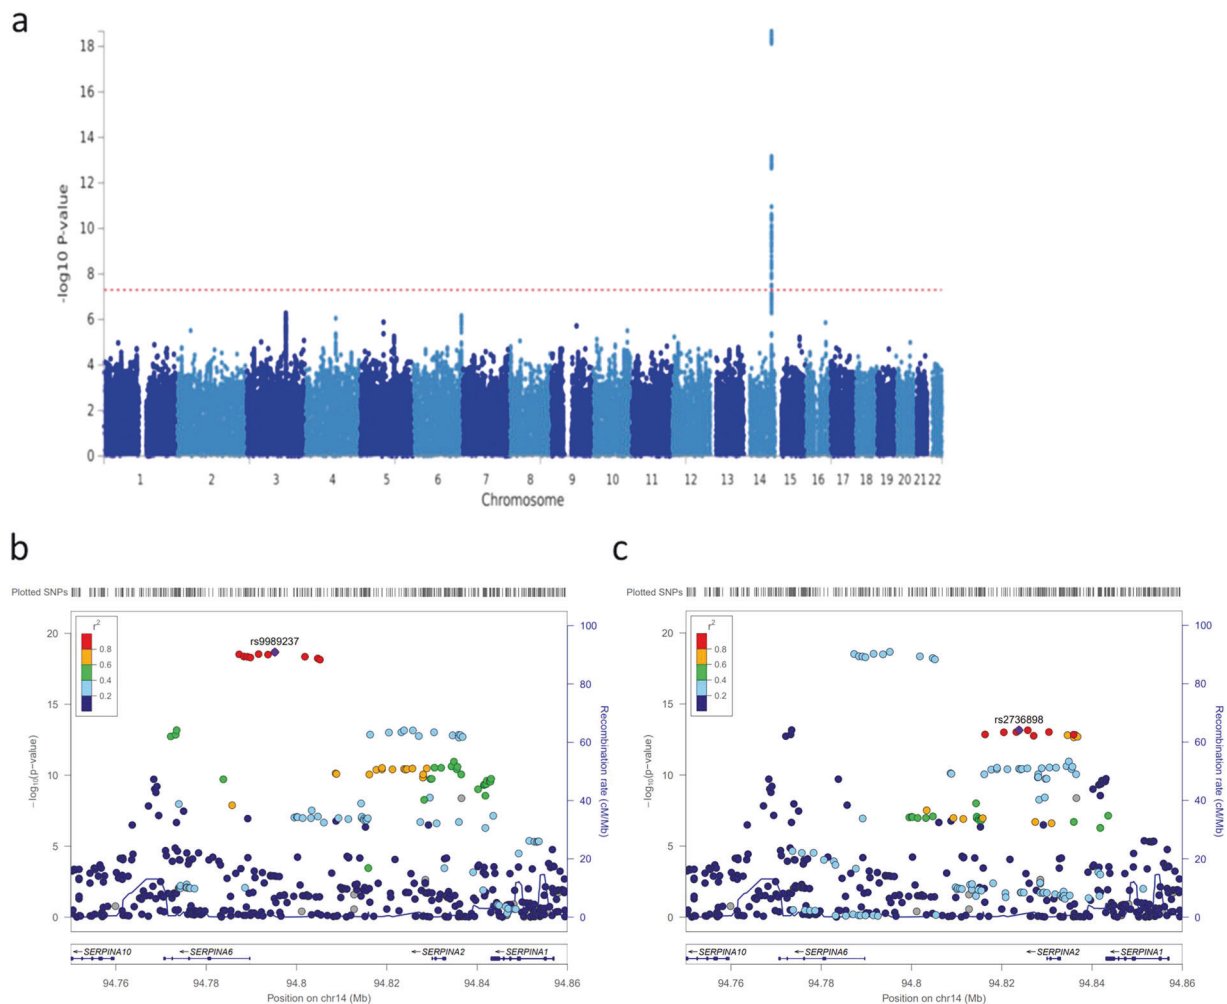 a
-log10 P-value
18
16
14
12
10
8
6
4
2
0
1 2 3 4 5 6 7 8 9 10 11 12 13 14 15 16 17 18 19 20 21 22
Chromosome
b
Plotted SNPs
r2
0.8
0.6
0.4
0.2
rs9989237
20
15
10
5
0
−log10(p−value)
100
80
60
40
20
0
Recombination rate (cM/Mb)
←SERPINA10 ←SERPINA6 ←SERPINA2 ←SERPINA1
94.76 94.78 94.8 94.82 94.84 94.86
Position on chr14 (Mb)
c
Plotted SNPs
r2
0.8
0.6
0.4
0.2
rs2736898
20
15
10
5
0
−log10(p−value)
100
80
60
40
20
0
Recombination rate (cM/Mb)
←SERPINA10 ←SERPINA6 ←SERPINA2 ←SERPINA1
94.76 94.78 94.8 94.82 94.84 94.86
Position on chr14 (Mb)